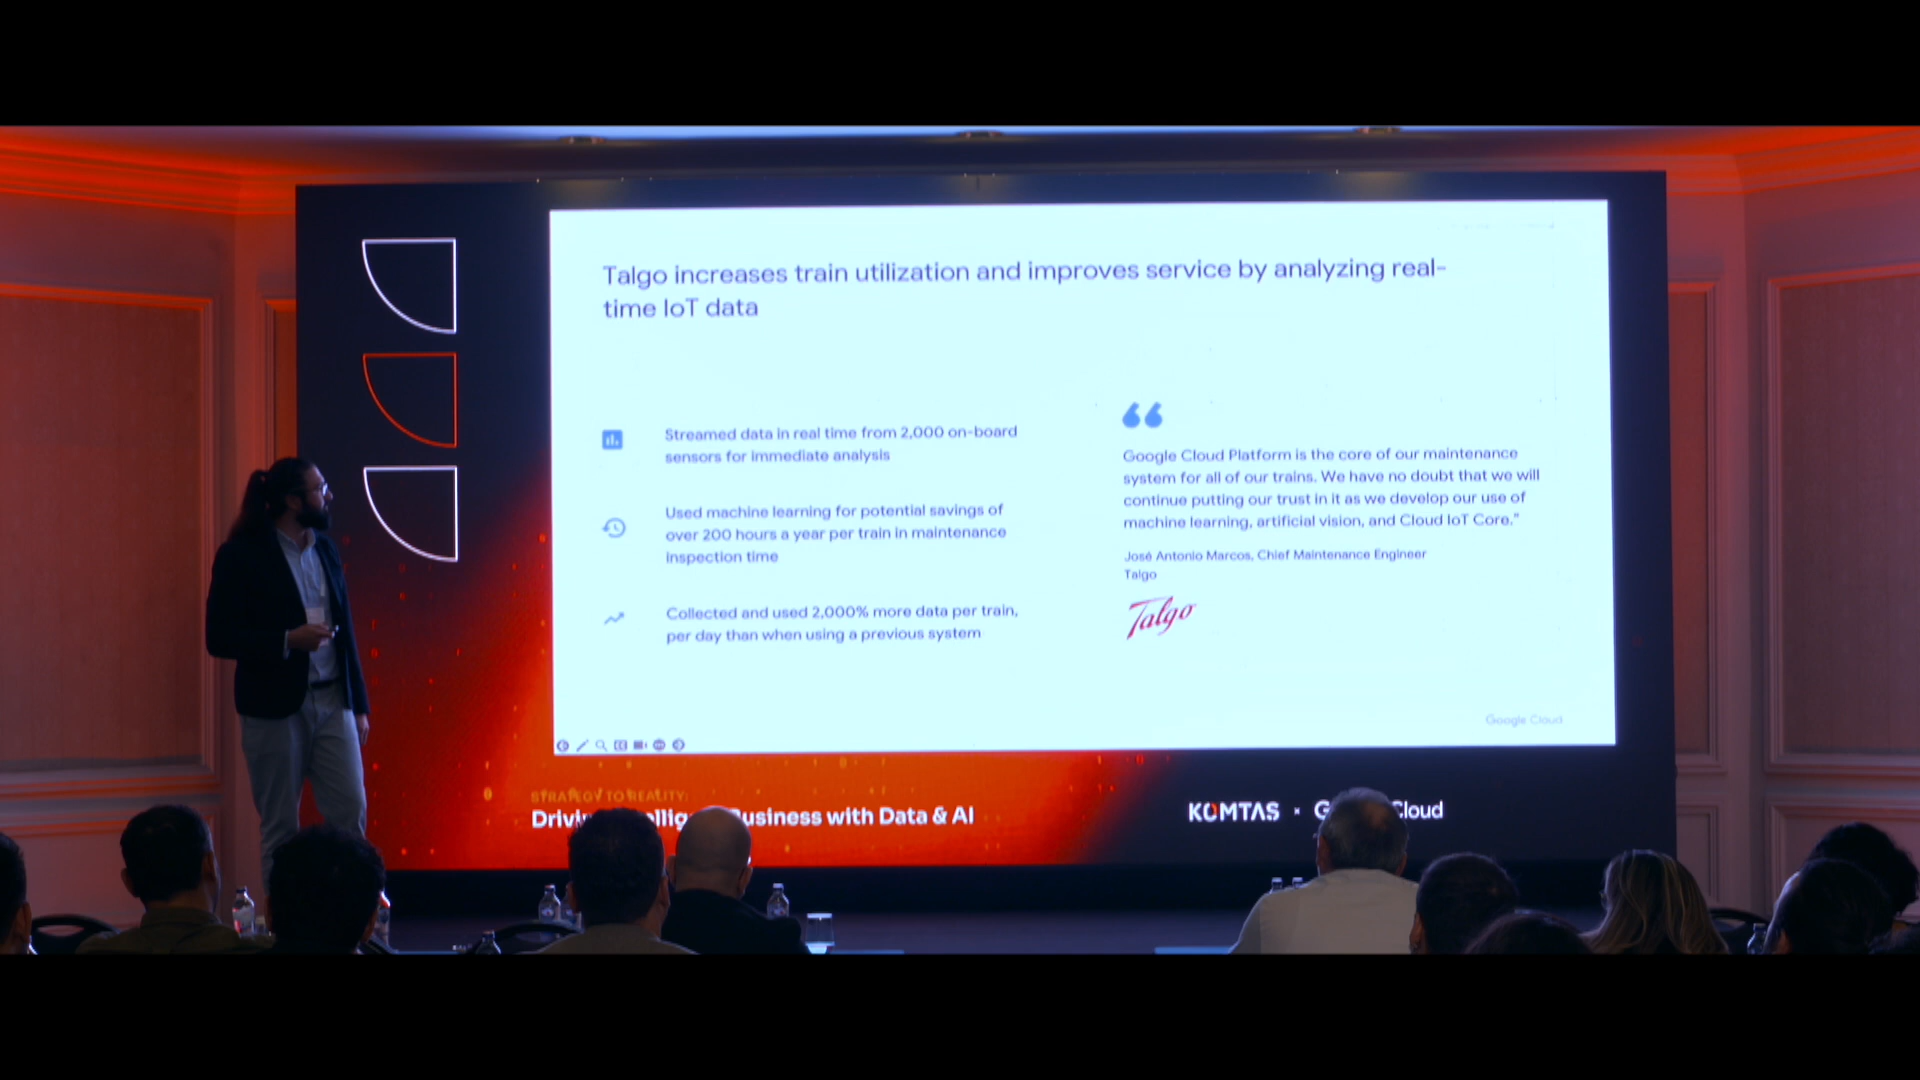 Talgo increases train utilization and improves service by analyzing real-
time IoT data
Streamed data in real time from 2,000 on-board
sensors for immediate analysis
Used machine learning for potential savings of
over 200 hours a year per train in maintenance
inspection time
Collected and used 2,000% more data per train,
per day than when using a previous system
Google Cloud Platform is the core of our maintenance
system for all of our trains. We have no doubt that we will
continue putting our trust in it as we develop our use of
machine learning, artificial vision, and Cloud IoT Core."
José Antonio Marcos, Chief Maintenance Engineer
Talgo
Talgo
Google Cloud
STRATEGY TO REALITY:
Business with Data & AI
KOMTAS · Cloud